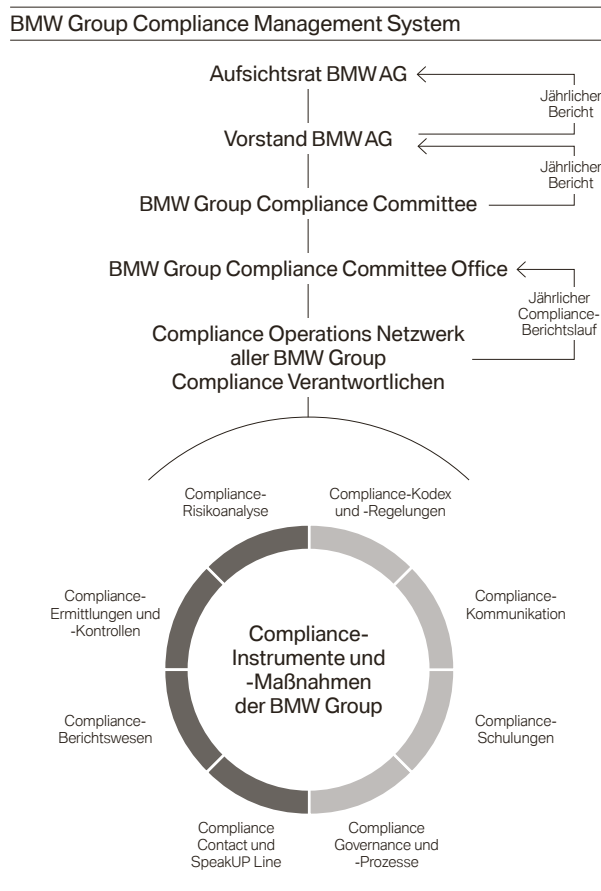 BMW Group Compliance Management System
Aufsichtsrat BMW AG
Jährlicher
Bericht
Vorstand BMW AG
Jährlicher
Bericht
BMW Group Compliance Committee
BMW Group Compliance Committee Office
Jährlicher
Compliance-
Berichtslauf
Compliance Operations Netzwerk
aller BMW Group
Compliance Verantwortlichen
Compliance-
Risikoanalyse
Compliance-Kodex
und -Regelungen
Compliance-
Ermittlungen und
-Kontrollen
Compliance-
Kommunikation
Compliance-
Instrumente und
-Maßnahmen
der BMW Group
Compliance-
Berichtswesen
Compliance-
Schulungen
Compliance
Contact und
SpeakUP Line
Compliance
Governance und
-Prozesse